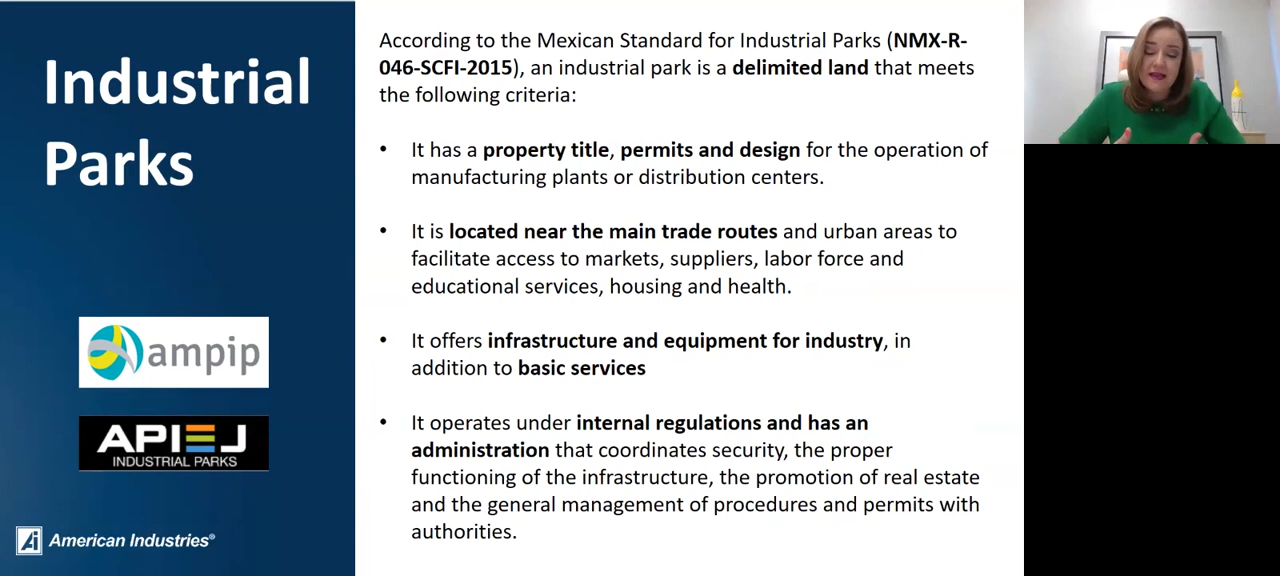 Industrial
Parks
ampip
APIEJ
INDUSTRIAL PARKS
Ai American Industries®
According to the Mexican Standard for Industrial Parks (NMX-R-
046-SCFI-2015), an industrial park is a delimited land that meets
the following criteria:
• It has a property title, permits and design for the operation of
manufacturing plants or distribution centers.
• It is located near the main trade routes and urban areas to
facilitate access to markets, suppliers, labor force and
educational services, housing and health.
• It offers infrastructure and equipment for industry, in
addition to basic services
• It operates under internal regulations and has an
administration that coordinates security, the proper
functioning of the infrastructure, the promotion of real estate
and the general management of procedures and permits with
authorities.